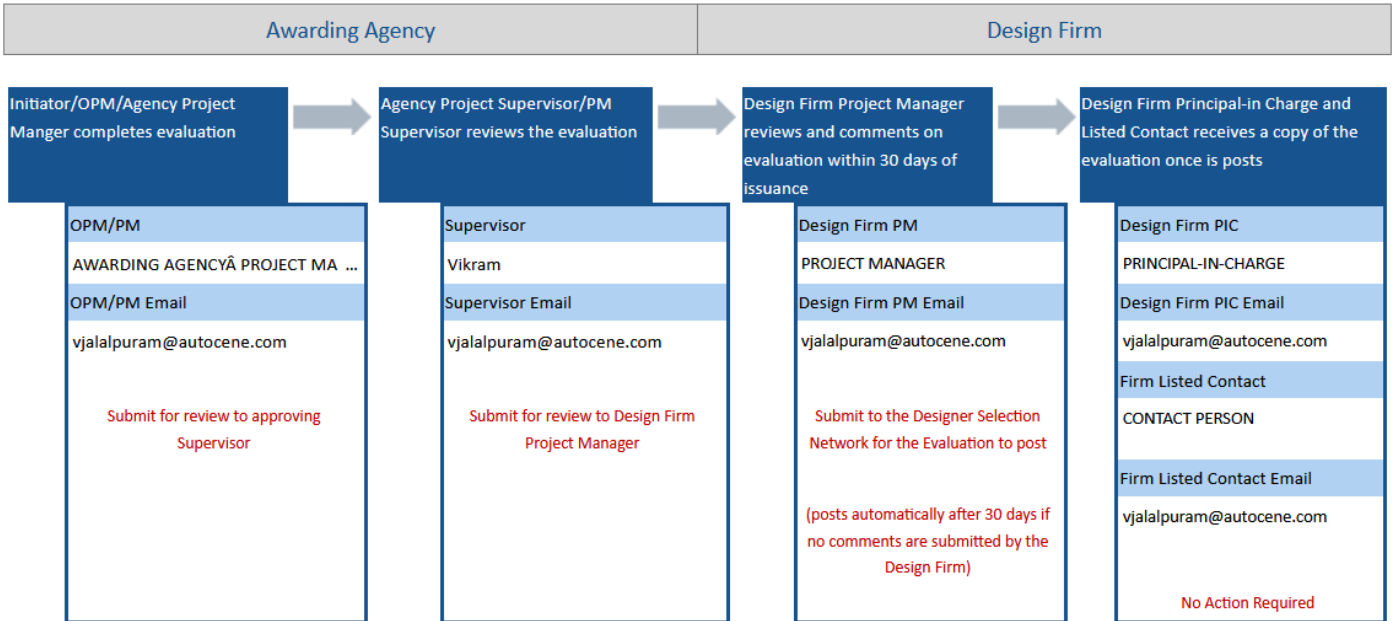 Awarding Agency
Design Firm
Initiator/OPM/Agency Project
Manger completes evaluation
Agency Project Supervisor/PM
Supervisor reviews the evaluation
Design Firm Project Manager
reviews and comments on
evaluation within 30 days of
issuance
Design Firm Principal-in Charge and
Listed Contact receives a copy of the
evaluation once is posts
OPM/PM
AWARDING AGENCYÂ PROJECT MA ...
OPM/PM Email
vjalalpuram@autocene.com
Submit for review to approving
Supervisor
Supervisor
Vikram
Supervisor Email
vjalalpuram@autocene.com
Submit for review to Design Firm
Project Manager
Design Firm PM
PROJECT MANAGER
Design Firm PM Email
vjalalpuram@autocene.com
Submit to the Designer Selection
Network for the Evaluation to post
(posts automatically after 30 days if
no comments are submitted by the
Design Firm)
Design Firm PIC
PRINCIPAL-IN-CHARGE
Design Firm PIC Email
vjalalpuram@autocene.com
Firm Listed Contact
CONTACT PERSON
Firm Listed Contact Email
vjalalpuram@autocene.com
No Action Required